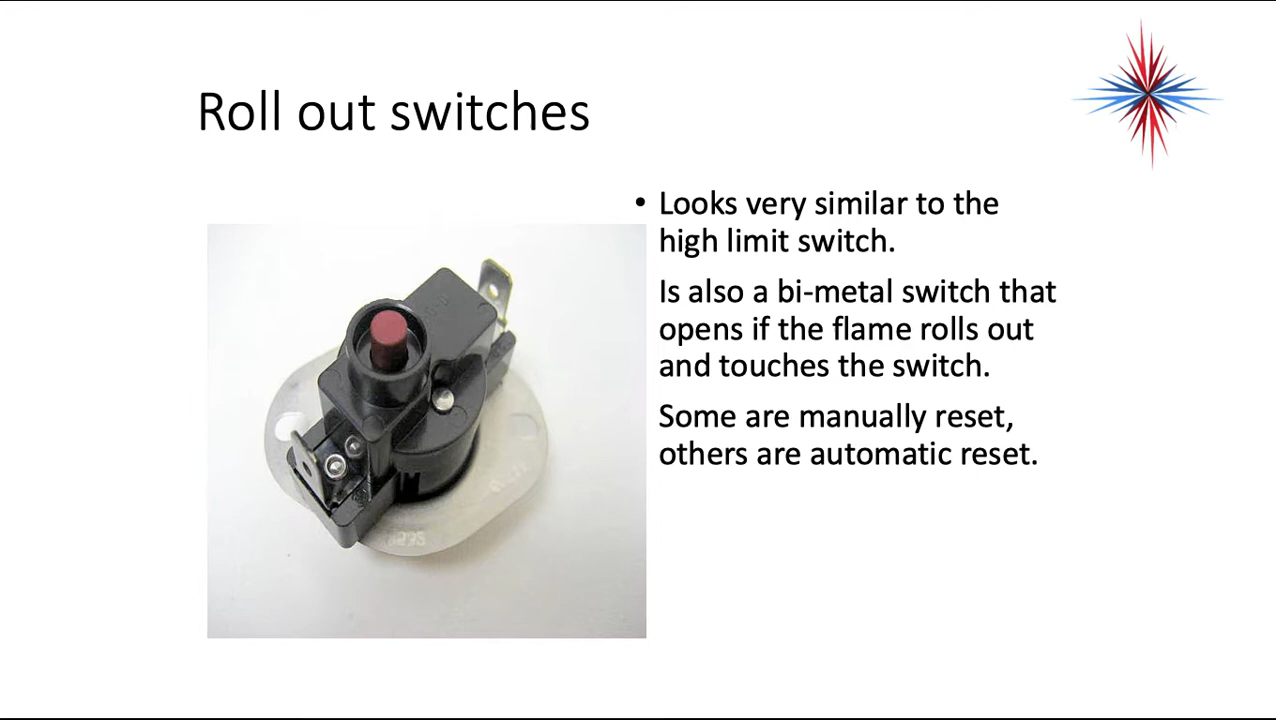 Roll out switches
• Looks very similar to the
high limit switch.
Is also a bi-metal switch that
opens if the flame rolls out
and touches the switch.
Some are manually reset,
others are automatic reset.